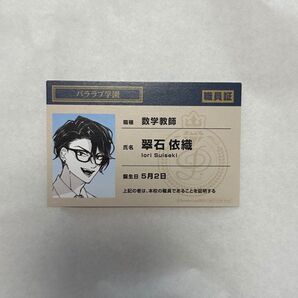 パララブ学園
職員証
職種 数学教師
氏名 翠石 依織
Iori Suiseki
誕生日 5月2日
上記の者は、本校の職員であることを証明する